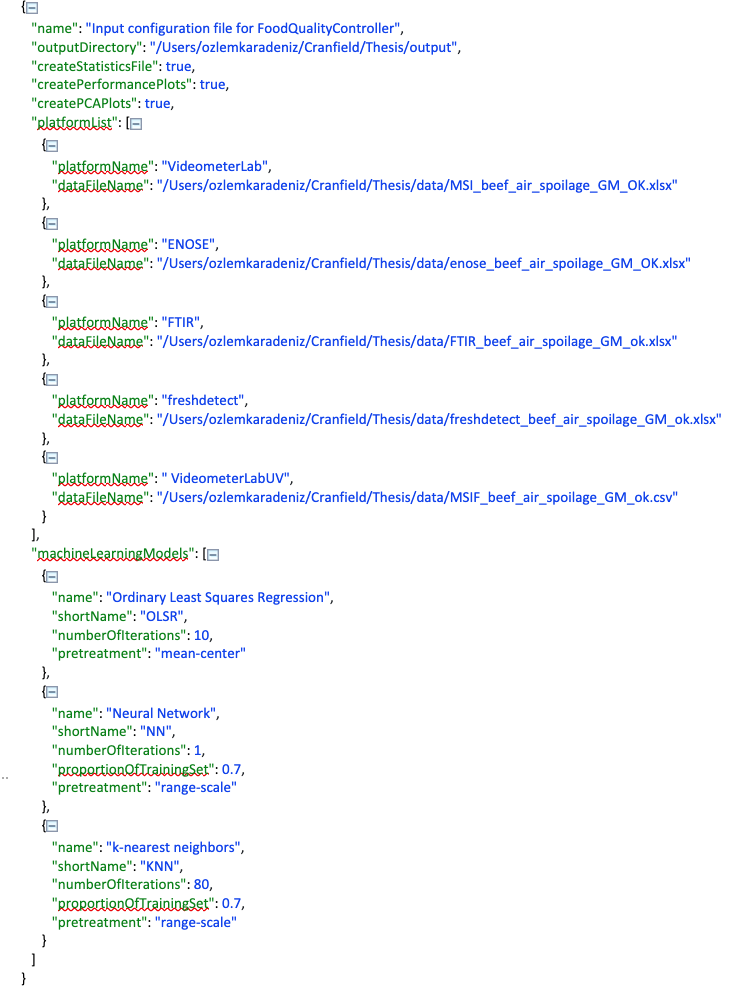 {
"name": "Input configuration file for FoodQualityController",
"outputDirectory": "/Users/ozlemkaradeniz/Cranfield/Thesis/output",
"createStatisticsFile": true,
"createPerformancePlots": true,
"createPCAPlots": true,
"platformList": [
{
"platformName": "VideometerLab",
"dataFileName": "/Users/ozlemkaradeniz/Cranfield/Thesis/data/MSI_beef_air_spoilage_GM_OK.xlsx"
},
{
"platformName": "ENOSE",
"dataFileName": "/Users/ozlemkaradeniz/Cranfield/Thesis/data/enose_beef_air_spoilage_GM_OK.xlsx"
},
{
"platformName": "FTIR",
"dataFileName": "/Users/ozlemkaradeniz/Cranfield/Thesis/data/FTIR_beef_air_spoilage_GM_ok.xlsx"
},
{
"platformName": "freshdetect",
"dataFileName": "/Users/ozlemkaradeniz/Cranfield/Thesis/data/freshdetect_beef_air_spoilage_GM_ok.xlsx"
},
{
"platformName": " VideometerLabUV",
"dataFileName": "/Users/ozlemkaradeniz/Cranfield/Thesis/data/MSIF_beef_air_spoilage_GM_ok.csv"
}
],
"machineLearningModels": [
{
"name": "Ordinary Least Squares Regression",
"shortName": "OLSR",
"numberOfIterations": 10,
"pretreatment": "mean-center"
},
{
"name": "Neural Network",
"shortName": "NN",
"numberOfIterations": 1,
"proportionOfTrainingSet": 0.7,
"pretreatment": "range-scale"
},
{
"name": "k-nearest neighbors",
"shortName": "KNN",
"numberOfIterations": 80,
"proportionOfTrainingSet": 0.7,
"pretreatment": "range-scale"
}
]
}